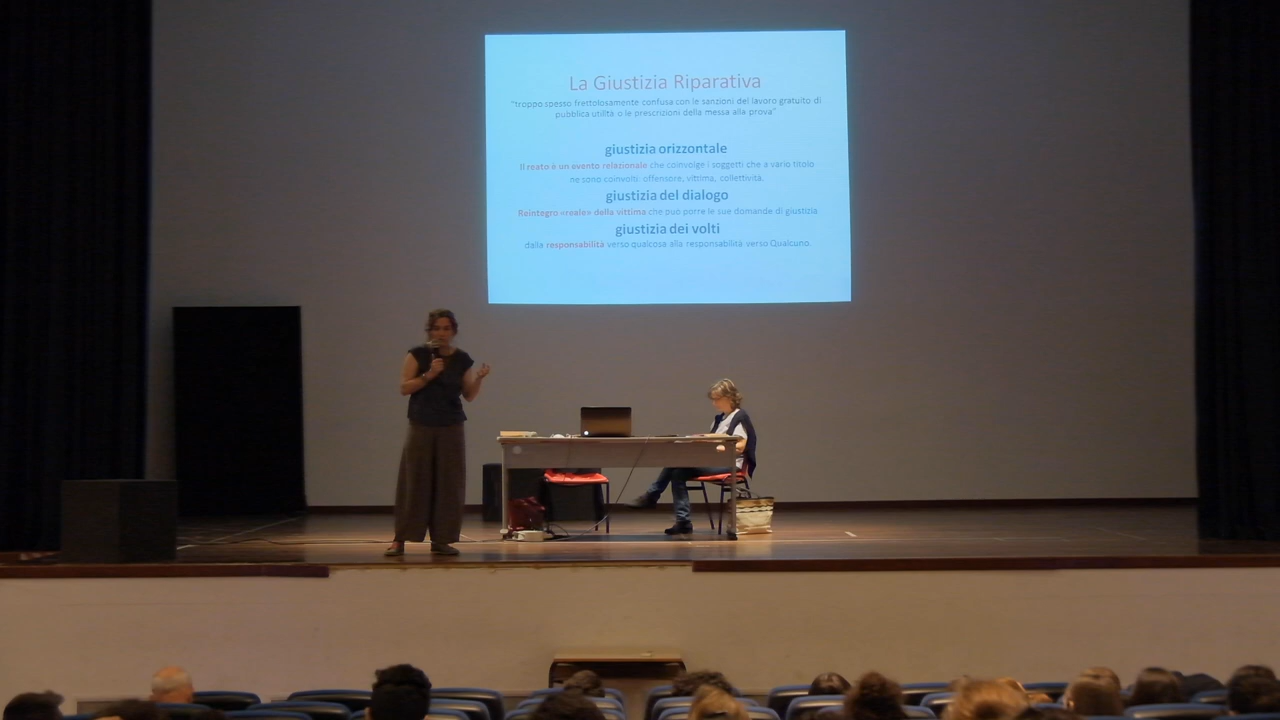 La Giustizia Riparativa
"troppo spesso frettolosamente confusa con le sanzioni del lavoro gratuito di
pubblica utilità o le prescrizioni della messa alla prova"
giustizia orizzontale
Il reato è un evento relazionale che coinvolge i soggetti che a vario titolo
ne sono coinvolti: offensore, vittima, collettività.
giustizia del dialogo
Reintegro «reale» della vittima che può porre le sue domande di giustizia
giustizia dei volti
dalla responsabilità verso qualcosa alla responsabilità verso Qualcuno.